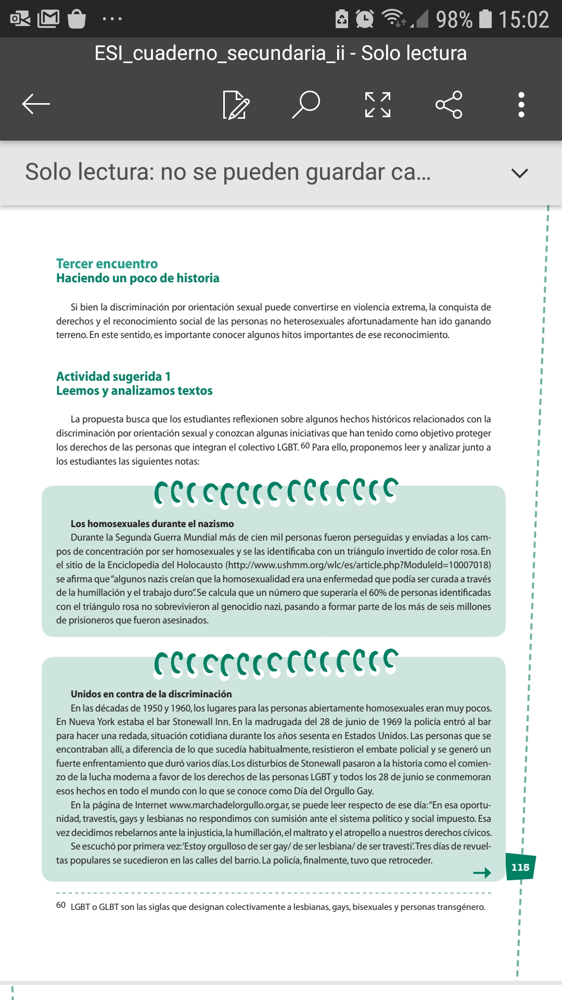 98% 15:02
ESI_cuaderno_secundaria_ii - Solo lectura
Solo lectura: no se pueden guardar ca...
Tercer encuentro
Haciendo un poco de historia
Si bien la discriminación por orientación sexual puede convertirse en violencia extrema, la conquista de
derechos y el reconocimiento social de las personas no heterosexuales afortunadamente han ido ganando
terreno. En este sentido, es importante conocer algunos hitos importantes de ese reconocimiento.
Actividad sugerida 1
Leemos y analizamos textos
La propuesta busca que los estudiantes reflexionen sobre algunos hechos históricos relacionados con la
discriminación por orientación sexual y conozcan algunas iniciativas que han tenido como objetivo proteger
los derechos de las personas que integran el colectivo LGBT. 60 Para ello, proponemos leer y analizar junto a
los estudiantes las siguientes notas:
Los homosexuales durante el nazismo
Durante la Segunda Guerra Mundial más de cien mil personas fueron perseguidas y enviadas a los cam-
pos de concentración por ser homosexuales y se las identificaba con un triángulo invertido de color rosa. En
el sitio de la Enciclopedia del Holocausto (http://www.ushmm.org/wlc/es/article.php?ModuleId=10007018)
se afirma que "algunos nazis creían que la homosexualidad era una enfermedad que podía ser curada a través
de la humillación y el trabajo duro". Se calcula que un número que superaría el 60% de personas identificadas
con el triángulo rosa no sobrevivieron al genocidio nazi, pasando a formar parte de los más de seis millones
de prisioneros que fueron asesinados.
Unidos en contra de la discriminación
En las décadas de 1950 y 1960, los lugares para las personas abiertamente homosexuales eran muy pocos.
En Nueva York estaba el bar Stonewall Inn. En la madrugada del 28 de junio de 1969 la policía entró al bar
para hacer una redada, situación cotidiana durante los años sesenta en Estados Unidos. Las personas que se
encontraban allí, a diferencia de lo que sucedía habitualmente, resistieron el embate policial y se generó un
fuerte enfrentamiento que duró varios días. Los disturbios de Stonewall pasaron a la historia como el comien-
zo de la lucha moderna a favor de los derechos de las personas LGBT y todos los 28 de junio se conmemoran
esos hechos en todo el mundo con lo que se conoce como Día del Orgullo Gay.
En la página de Internet www.marchadelorgullo.org.ar, se puede leer respecto de ese día: "En esa oportu-
nidad, travestis, gays y lesbianas no respondimos con sumisión ante el sistema político y social impuesto. Esa
vez decidimos rebelarnos ante la injusticia, la humillación, el maltrato y el atropello a nuestros derechos cívicos.
Se escuchó por primera vez: 'Estoy orgulloso de ser gay/ de ser lesbiana/ de ser travesti'. Tres días de revuel-
tas populares se sucedieron en las calles del barrio. La policía, finalmente, tuvo que retroceder.
115
60 LGBT o GLBT son las siglas que designan colectivamente a lesbianas, gays, bisexuales y personas transgénero.